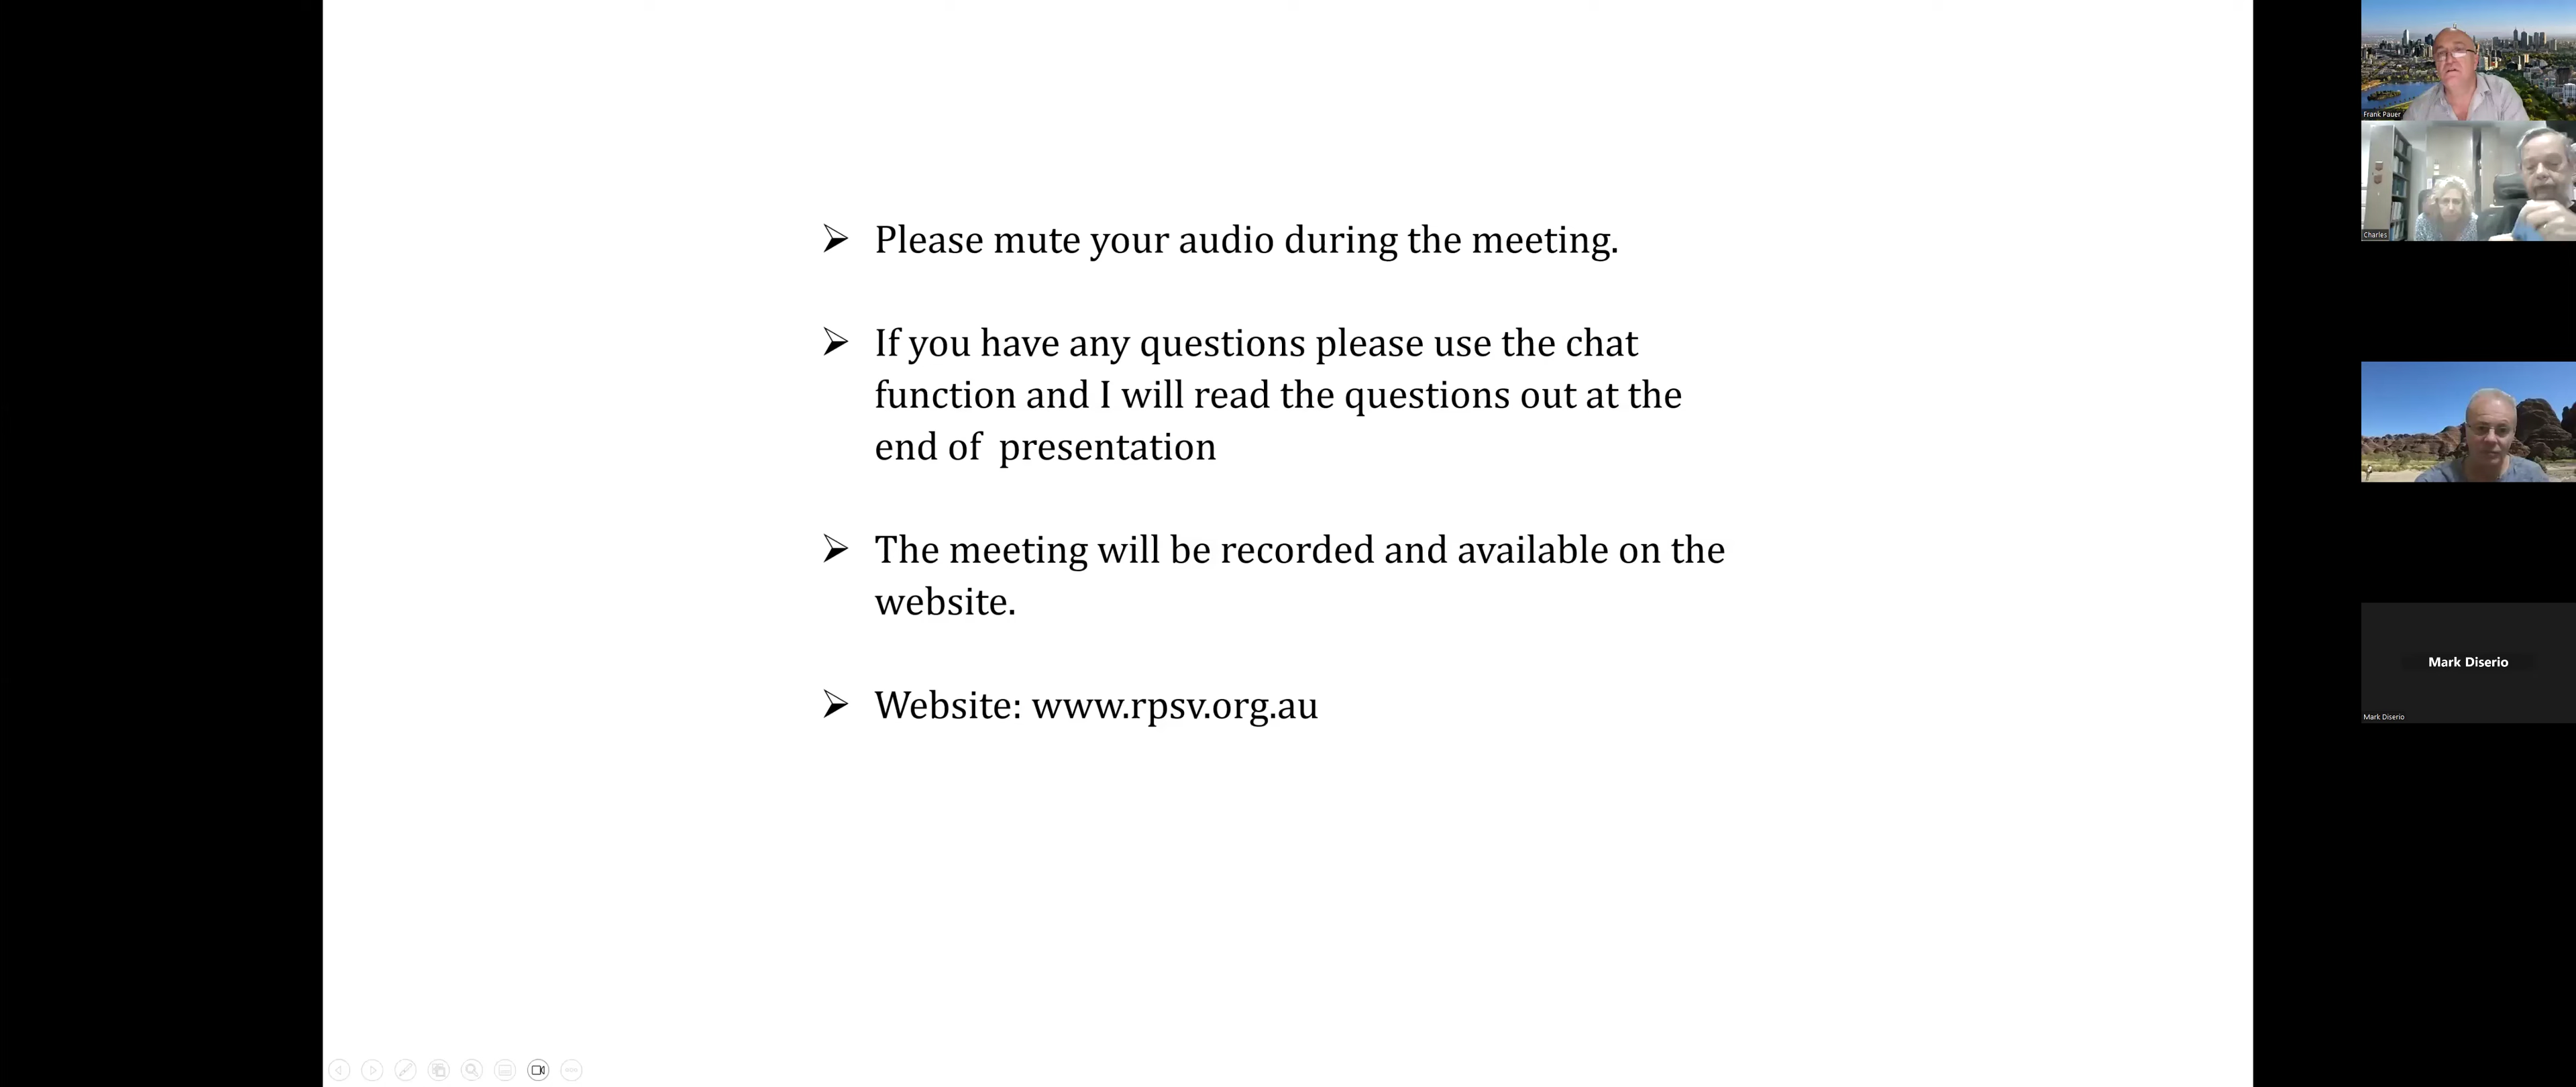 Please mute your audio during the meeting.
If you have any questions please use the chat
function and I will read the questions out at the
end of  presentation
The meeting will be recorded and available on the
website.
Website: www.rpsv.org.au
Frank Pauer
Charles
Mark Diserio
Mark Diserio